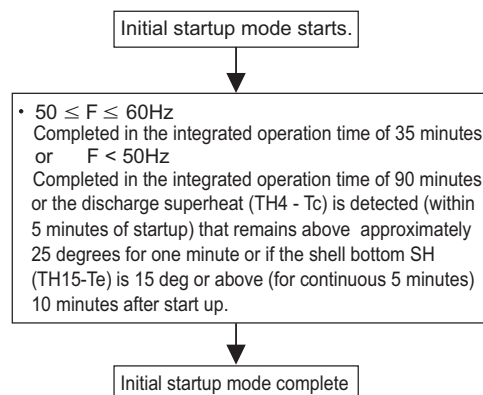 Initial startup mode starts.
・ 50 ≤ F ≤ 60Hz
Completed in the integrated operation time of 35 minutes
or F < 50Hz
Completed in the integrated operation time of 90 minutes
or the discharge superheat (TH4 - Tc) is detected (within
5 minutes of startup) that remains above approximately
25 degrees for one minute or if the shell bottom SH
(TH15-Te) is 15 deg or above (for continuous 5 minutes)
10 minutes after start up.
Initial startup mode complete